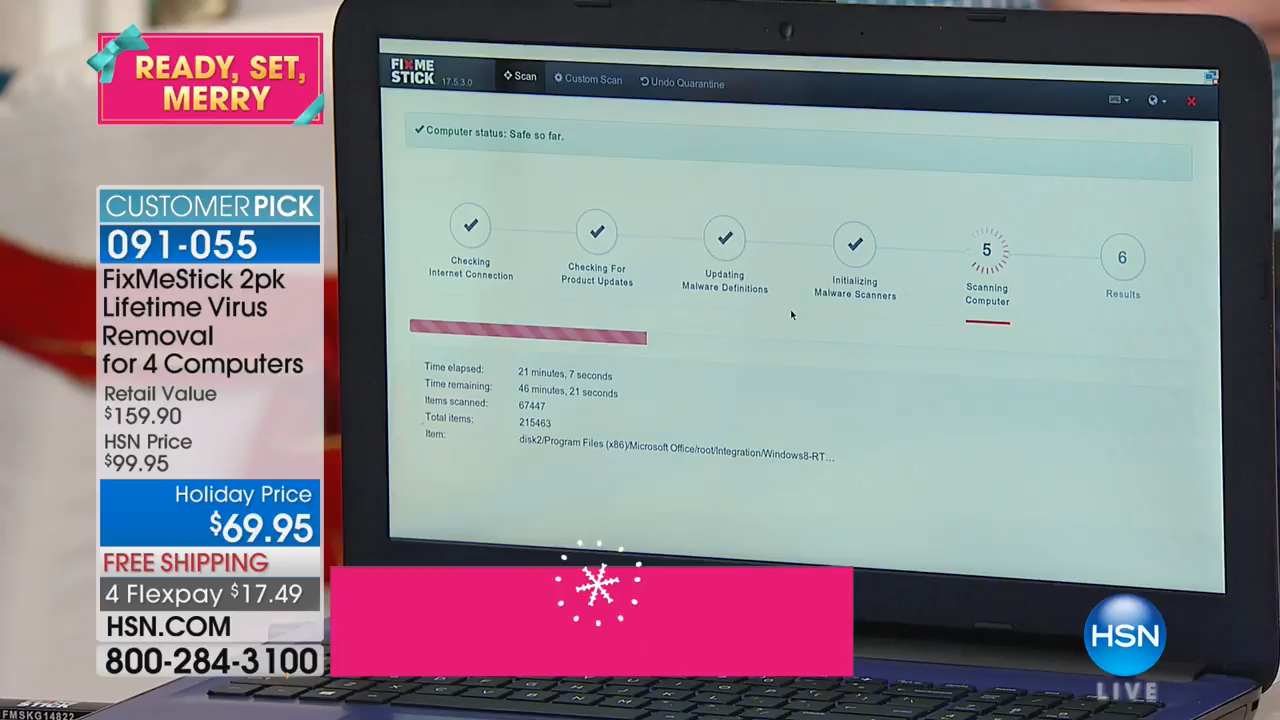 READY, SET,
MERRY
CUSTOMER PICK
091-055
FixMeStick 2pk
Lifetime Virus
Removal
for 4 Computers
Retail Value
$159.90
HSN Price
$99.95
Holiday Price
$69.95
FREE SHIPPING
4 Flexpay $17.49
HSN.COM
800-284-3100
FIXME
STICK 17.5.3.0
Scan
Custom Scan
Undo Quarantine
Computer status: Safe so far.
Checking
Internet Connection
Checking For
Product Updates
Updating
Malware Definitions
Initializing
Malware Scanners
5
Scanning
Computer
6
Results
Time elapsed: 21 minutes, 7 seconds
Time remaining: 46 minutes, 21 seconds
Items scanned: 67447
Total items: 215463
Item: disk2/Program Files (x86)/Microsoft Office/root/Integration/Windows8-RT...
HSN
LIVE
STICK
FMSKG14822